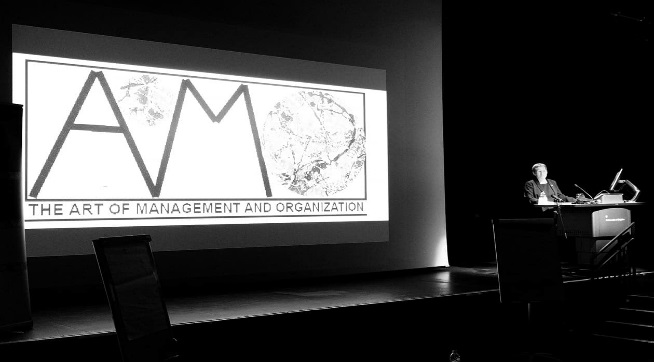 AMO
THE ART OF MANAGEMENT AND ORGANIZATION